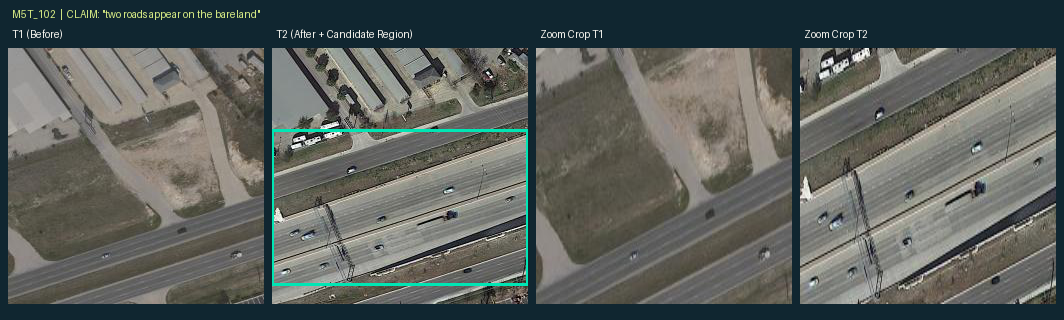 M5T_102 | CLAIM: "two roads appear on the bareland"
T1 (Before)
T2 (After + Candidate Region)
Zoom Crop T1
Zoom Crop T2